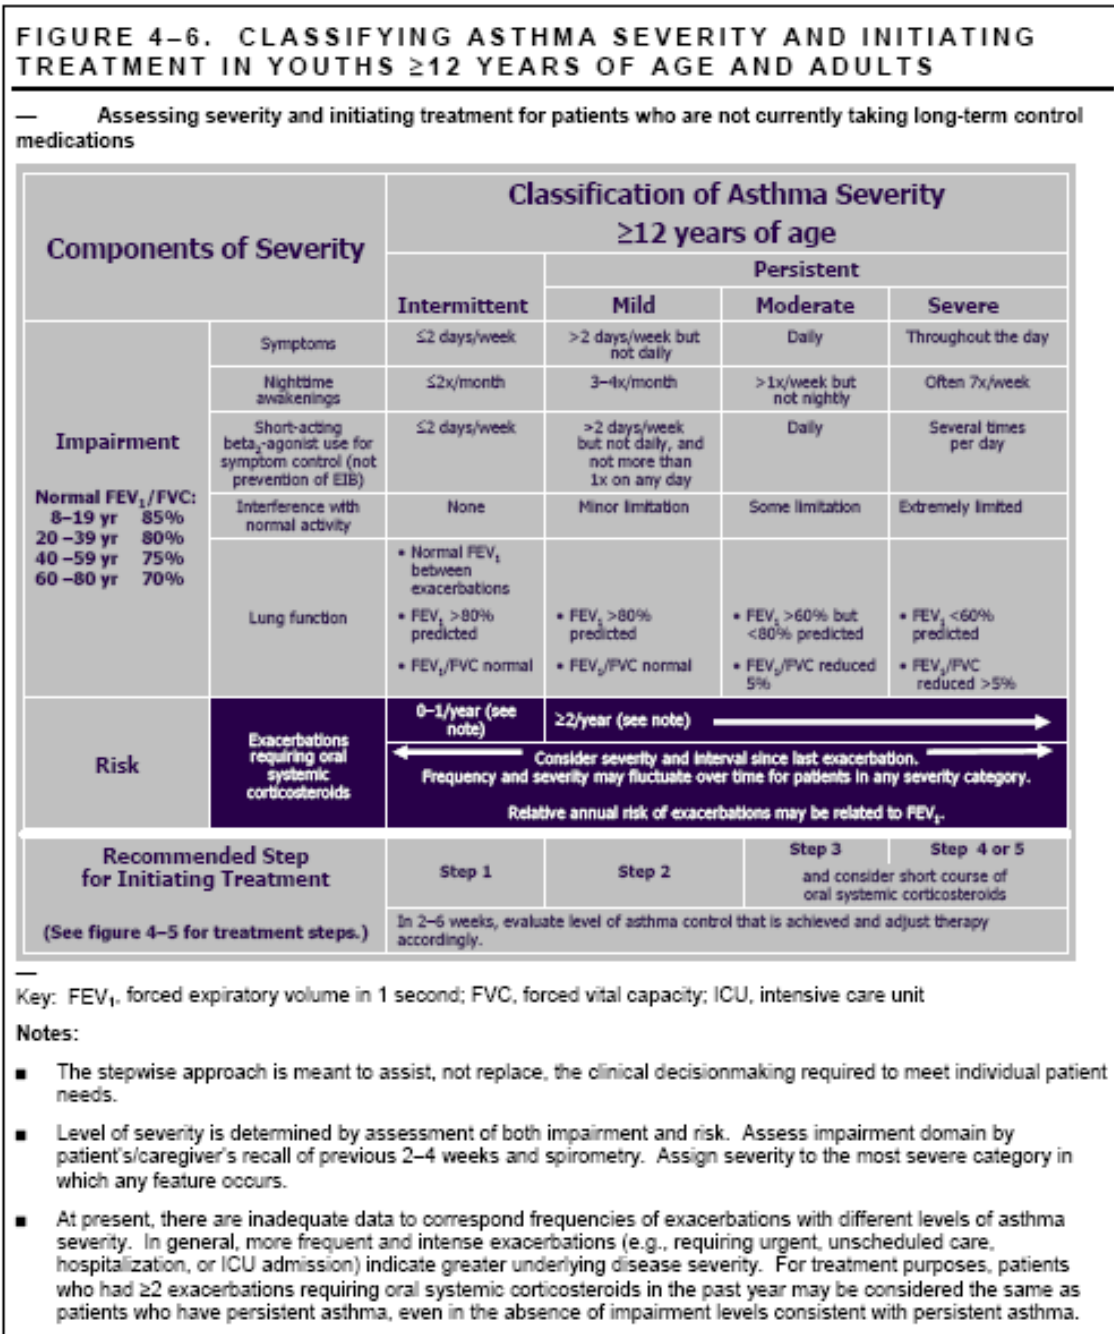 FIGURE 4–6. CLASSIFYING ASTHMA SEVERITY AND INITIATING
TREATMENT IN YOUTHS ≥12 YEARS OF AGE AND ADULTS
— Assessing severity and initiating treatment for patients who are not currently taking long-term control
medications
Components of Severity
Classification of Asthma Severity
≥12 years of age
Persistent
Intermittent
Mild
Moderate
Severe
Impairment
Normal FEV₁/FVC:
8–19 yr 85%
20 –39 yr 80%
40 –59 yr 75%
60 –80 yr 70%
Symptoms
≤2 days/week
>2 days/week but
not daily
Daily
Throughout the day
Nighttime
awakenings
≤2x/month
3–4x/month
>1x/week but
not nightly
Often 7x/week
Short-acting
beta₂-agonist use for
symptom control (not
prevention of EIB)
≤2 days/week
>2 days/week
but not daily, and
not more than
1x on any day
Daily
Several times
per day
Interference with
normal activity
None
Minor limitation
Some limitation
Extremely limited
Lung function
• Normal FEV₁
between
exacerbations
• FEV₁ >80%
predicted
• FEV₁/FVC normal
• FEV₁ >80%
predicted
• FEV₁/FVC normal
• FEV₁ >60% but
<80% predicted
• FEV₁/FVC reduced
5%
• FEV₁ <60%
predicted
• FEV₁/FVC
reduced >5%
Risk
Exacerbations
requiring oral
systemic
corticosteroids
0–1/year (see
note)
≥2/year (see note)
Consider severity and interval since last exacerbation.
Frequency and severity may fluctuate over time for patients in any severity category.
Relative annual risk of exacerbations may be related to FEV₁.
Recommended Step
for Initiating Treatment
(See figure 4–5 for treatment steps.)
Step 1
Step 2
Step 3
Step 4 or 5
and consider short course of
oral systemic corticosteroids
In 2–6 weeks, evaluate level of asthma control that is achieved and adjust therapy
accordingly.
—
Key: FEV₁, forced expiratory volume in 1 second; FVC, forced vital capacity; ICU, intensive care unit
Notes:
■ The stepwise approach is meant to assist, not replace, the clinical decisionmaking required to meet individual patient
needs.
■ Level of severity is determined by assessment of both impairment and risk. Assess impairment domain by
patient's/caregiver's recall of previous 2–4 weeks and spirometry. Assign severity to the most severe category in
which any feature occurs.
■ At present, there are inadequate data to correspond frequencies of exacerbations with different levels of asthma
severity. In general, more frequent and intense exacerbations (e.g., requiring urgent, unscheduled care,
hospitalization, or ICU admission) indicate greater underlying disease severity. For treatment purposes, patients
who had ≥2 exacerbations requiring oral systemic corticosteroids in the past year may be considered the same as
patients who have persistent asthma, even in the absence of impairment levels consistent with persistent asthma.